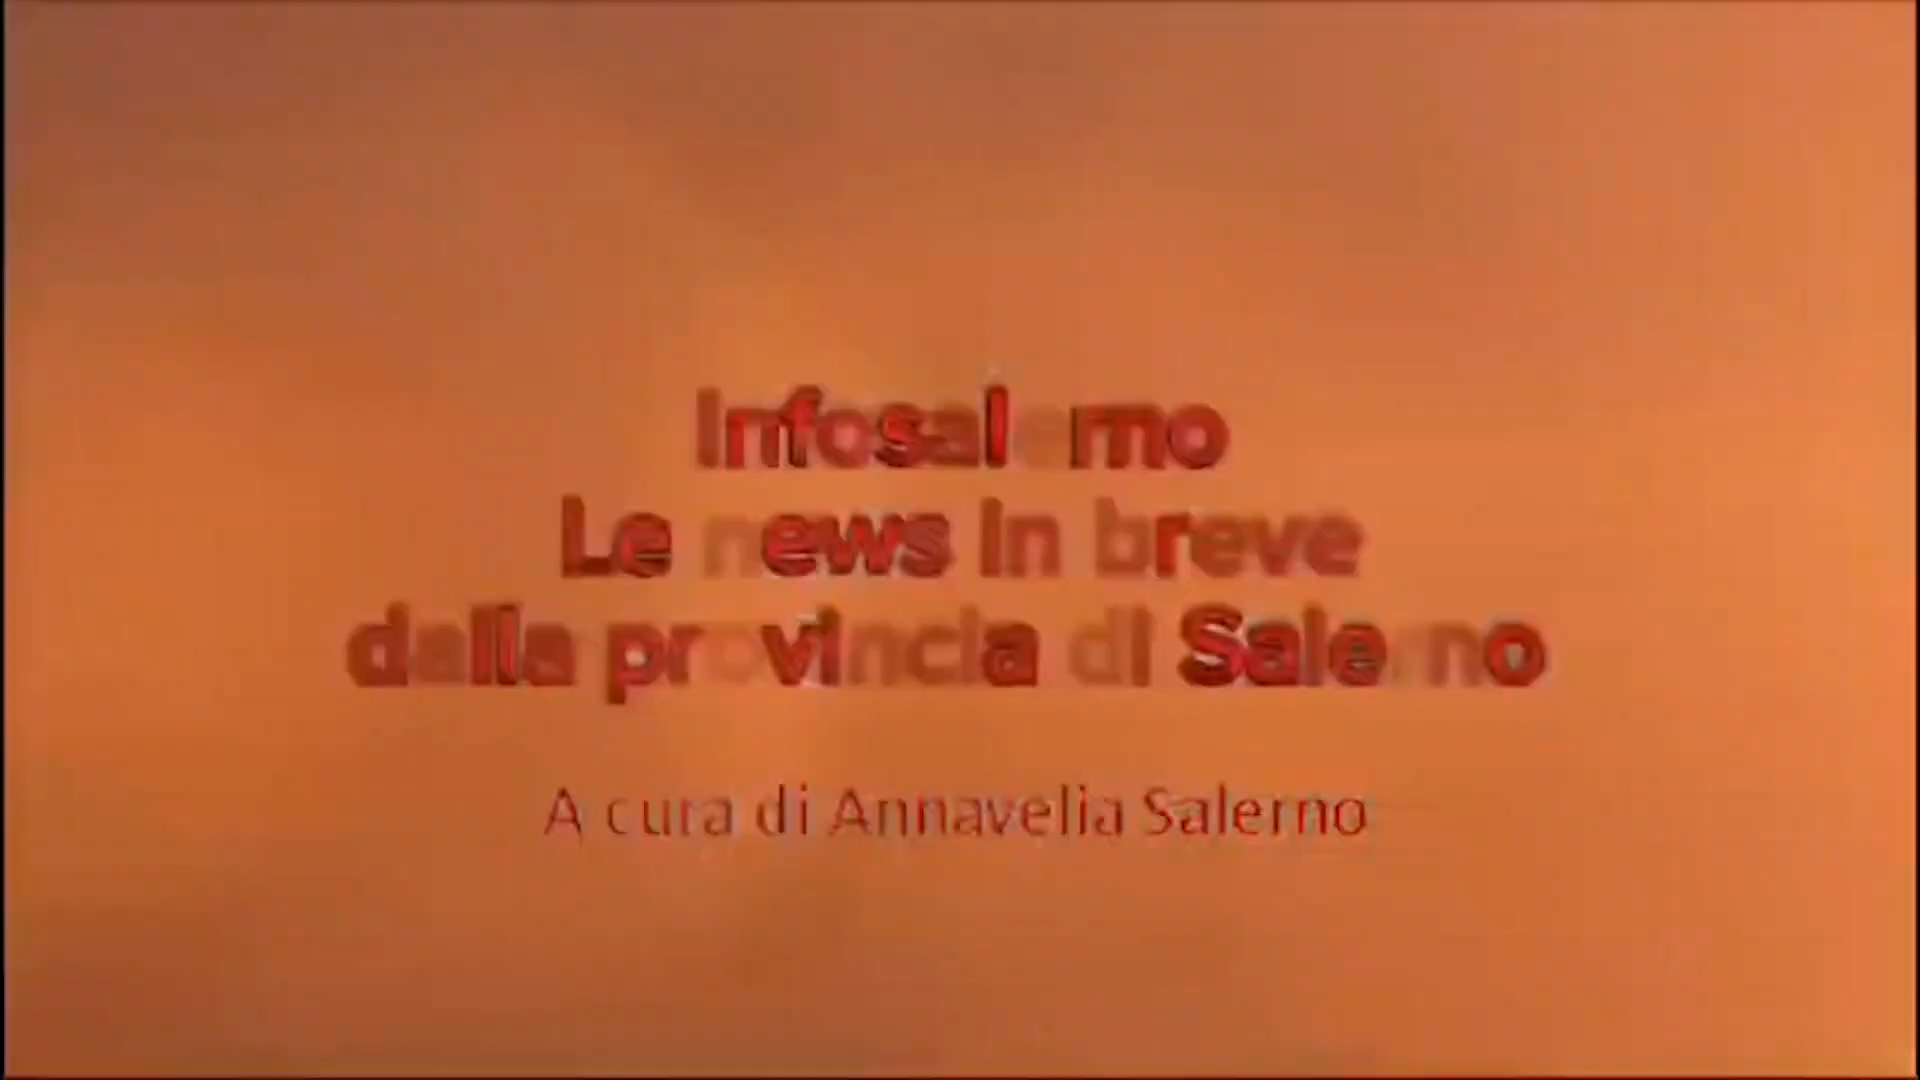 Infosalerno
Le news in breve
dalla provincia di Salerno
A cura di Annavelia Salerno